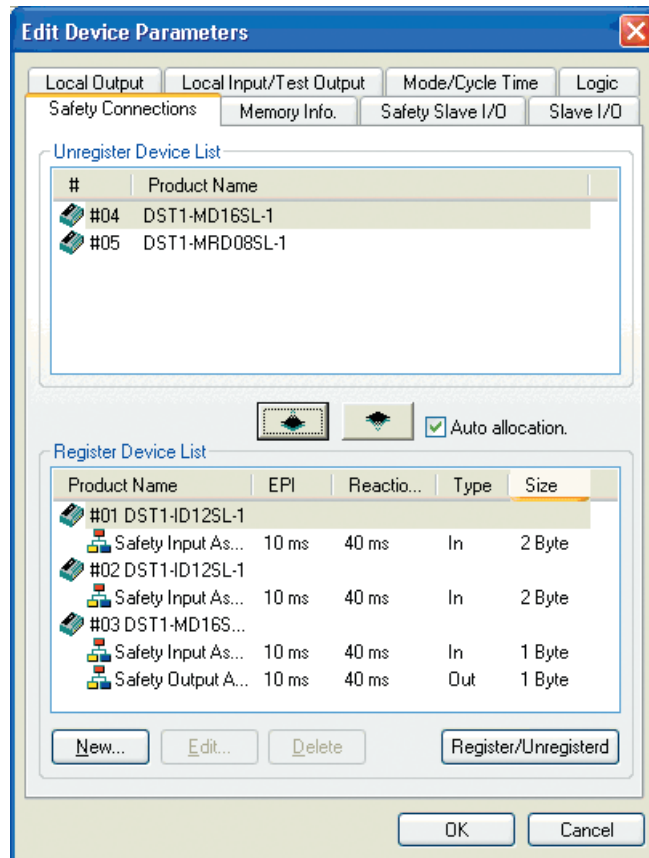 Edit Device Parameters
Local Output Local Input/Test Output Mode/Cycle Time Logic
Safety Connections Memory Info. Safety Slave I/O Slave I/O
Unregister Device List
# Product Name
#04 DST1-MD16SL-1
#05 DST1-MRD08SL-1
Auto allocation.
Register Device List
Product Name EPI Reactio... Type Size
#01 DST1-ID12SL-1
Safety Input As... 10 ms 40 ms In 2 Byte
#02 DST1-ID12SL-1
Safety Input As... 10 ms 40 ms In 2 Byte
#03 DST1-MD16S...
Safety Input As... 10 ms 40 ms In 1 Byte
Safety Output A... 10 ms 40 ms Out 1 Byte
New... Edit... Delete Register/Unregisterd
OK Cancel